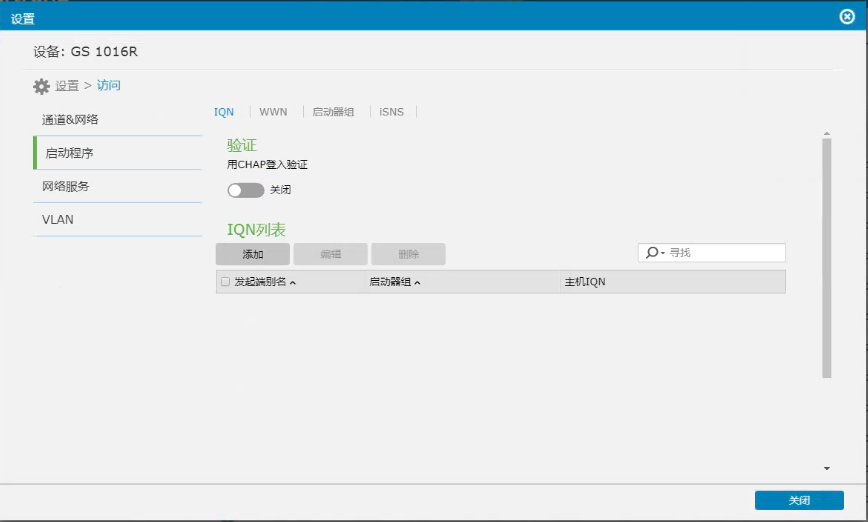 设置
设备: GS 1016R
设置 > 访问
通道&网络
启动程序
网络服务
VLAN
IQN WWN 启动器组 iSNS
验证
用CHAP登入验证
关闭
IQN列表
添加 编辑 删除 寻找
发起端别名 启动器组 主机IQN
关闭